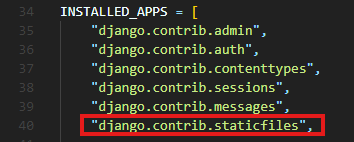 34 INSTALLED_APPS = [
35 "django.contrib.admin",
36 "django.contrib.auth",
37 "django.contrib.contenttypes",
38 "django.contrib.sessions",
39 "django.contrib.messages",
40 "django.contrib.staticfiles",